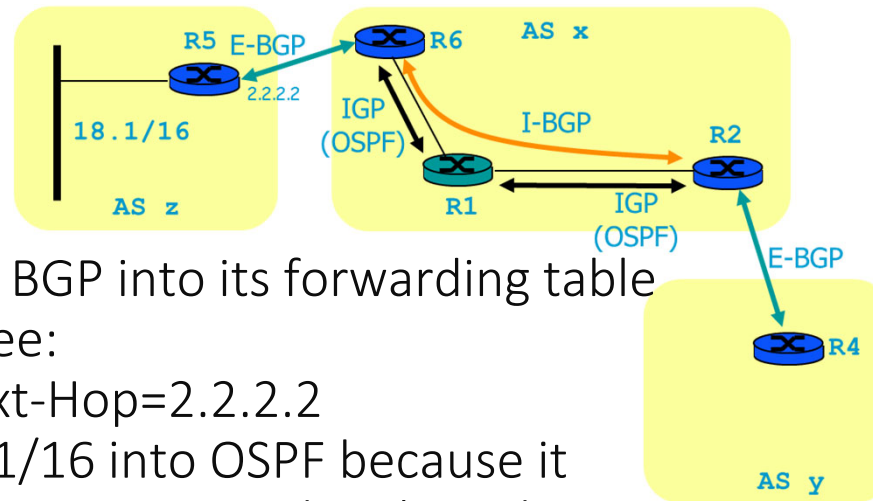 R5 E-BGP
R6
AS x
2.2.2.2
18.1/16
IGP
(OSPF)
I-BGP
R2
AS z
R1
IGP
(OSPF)
E-BGP
BGP into its forwarding table
ee:
xt-Hop=2.2.2.2
1/16 into OSPF because it
R4
AS y